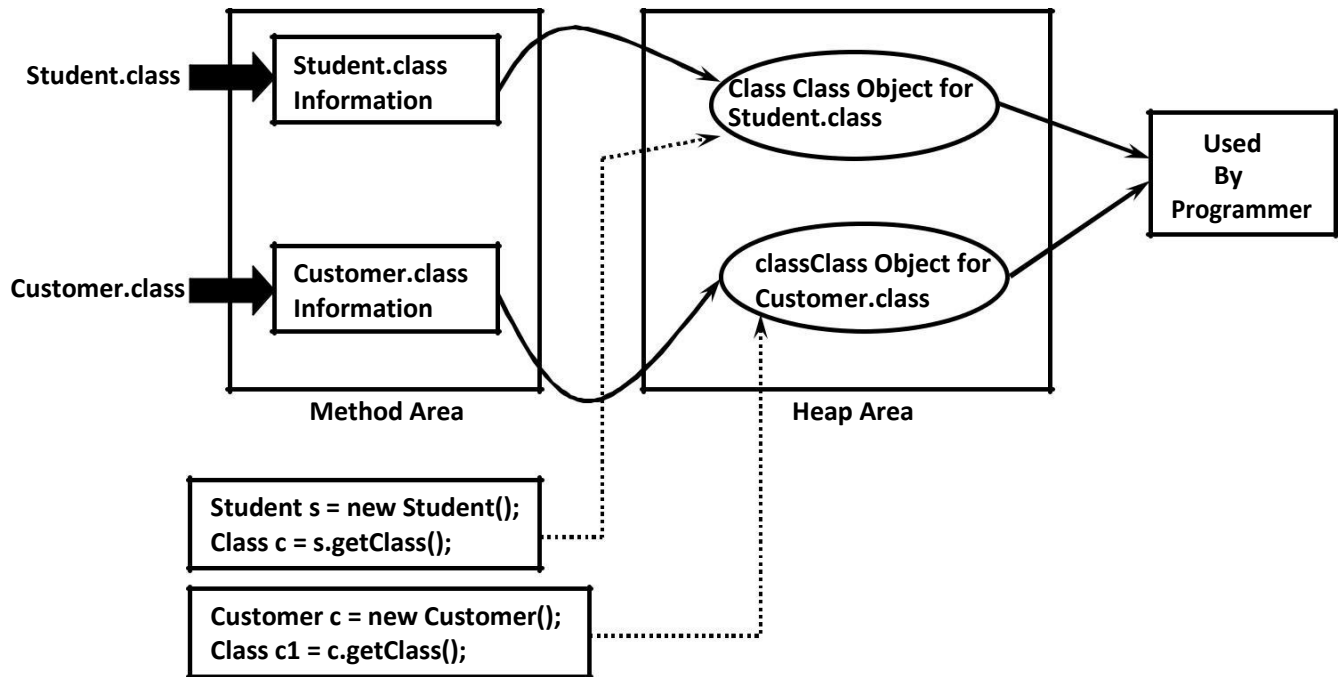 Student.class
Student.class
Information
Class Class Object for
Student.class
Used
By
Programmer
Customer.class
Customer.class
Information
classClass Object for
Customer.class
Method Area
Heap Area
Student s = new Student();
Class c = s.getClass();
Customer c = new Customer();
Class c1 = c.getClass();